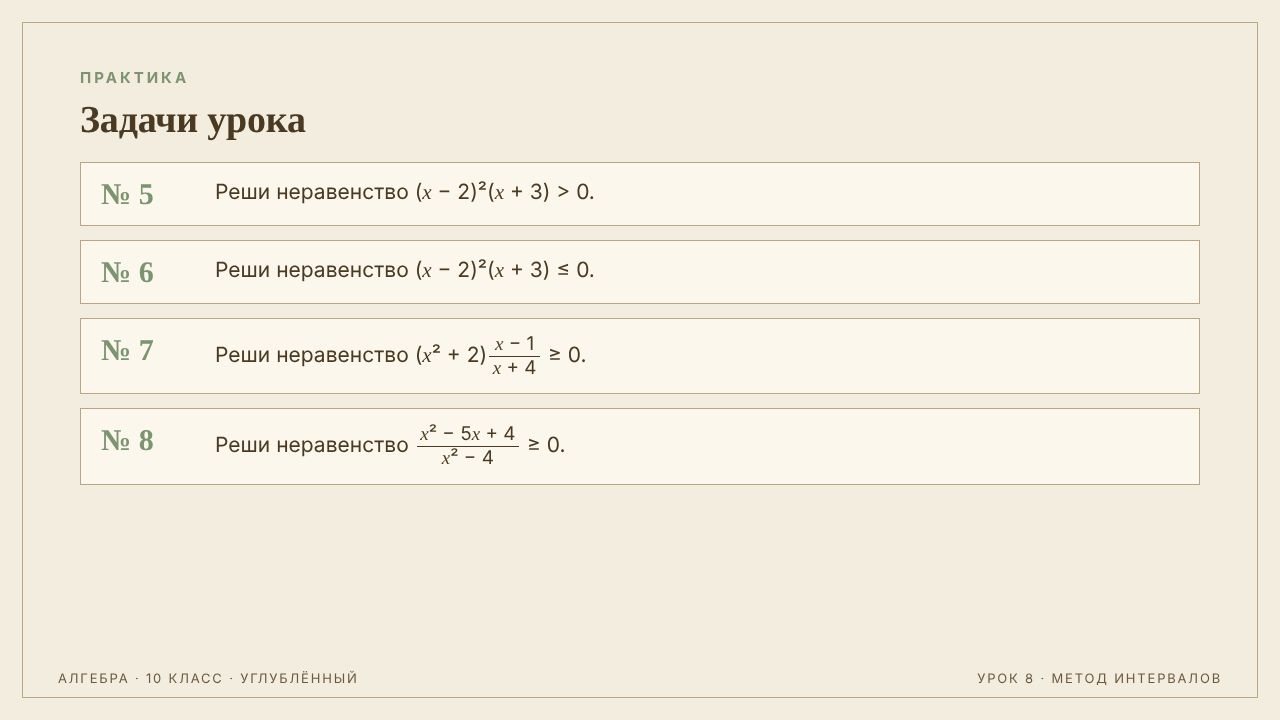 ПРАКТИКА
Задачи урока
№ 5 Реши неравенство (x − 2)²(x + 3) > 0.
№ 6 Реши неравенство (x − 2)²(x + 3) ≤ 0.
№ 7 Реши неравенство (x² + 2) (x − 1)/(x + 4) ≥ 0.
№ 8 Реши неравенство (x² − 5x + 4)/(x² − 4) ≥ 0.
АЛГЕБРА · 10 КЛАСС · УГЛУБЛЁННЫЙ
УРОК 8 · МЕТОД ИНТЕРВАЛОВ